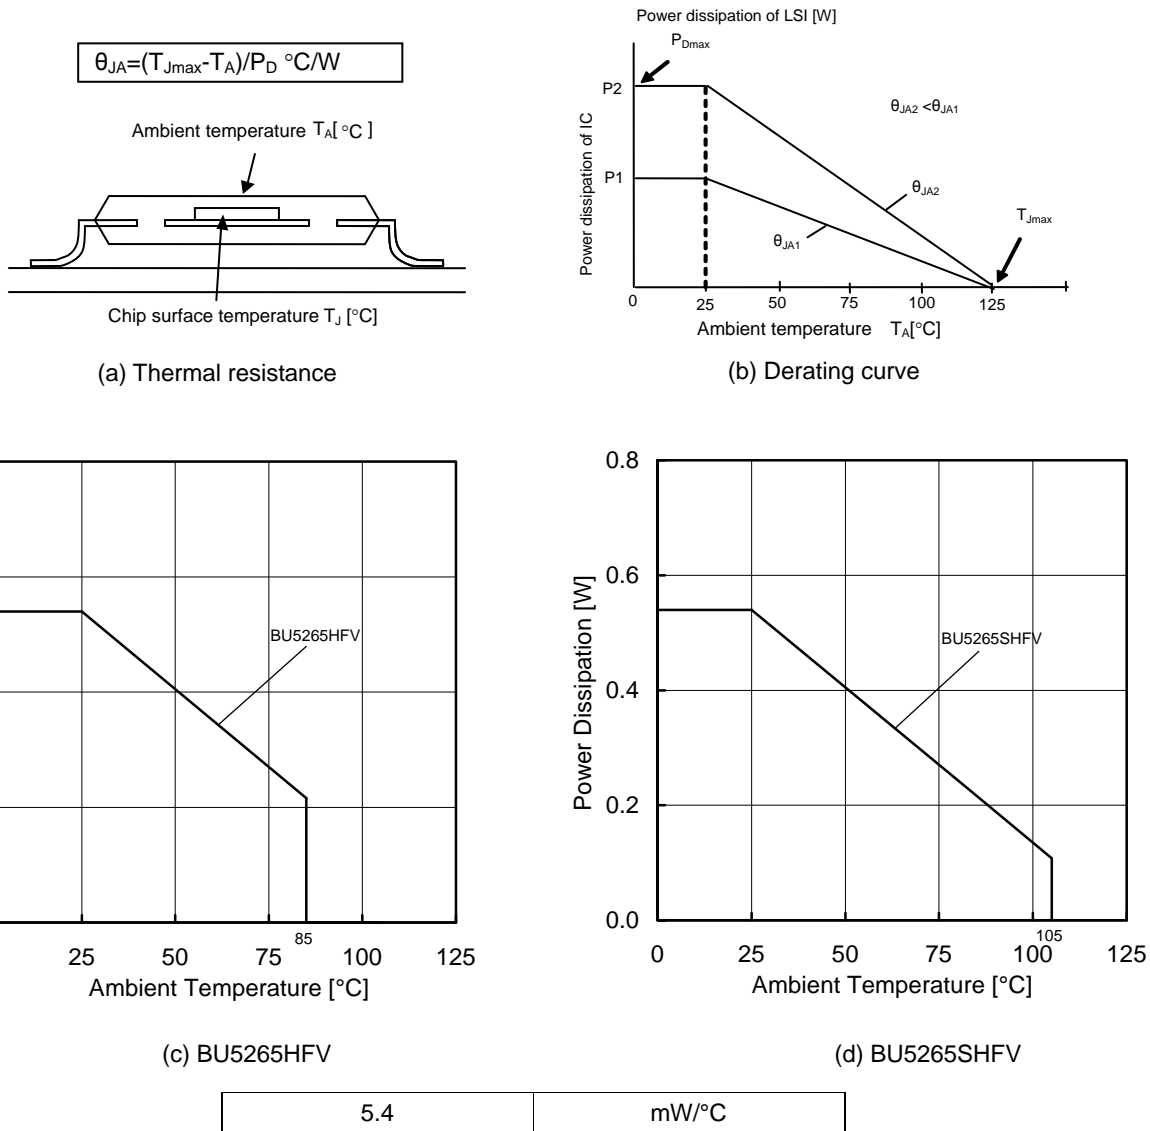 θJA=(TJmax-TA)/PD °C/W
Ambient temperature TA[ °C ]
Chip surface temperature TJ [°C]
(a) Thermal resistance
Power dissipation of LSI [W]
PDmax
P2
P1
Power dissipation of IC
θJA2 <θJA1
θJA2
θJA1
TJmax
0 25 50 75 100 125
Ambient temperature TA[°C]
(b) Derating curve
BU5265HFV
85
25 50 75 100 125
Ambient Temperature [°C]
(c) BU5265HFV
0.8
0.6
0.4
0.2
0.0
Power Dissipation [W]
BU5265SHFV
105
0 25 50 75 100 125
Ambient Temperature [°C]
(d) BU5265SHFV
5.4 mW/°C